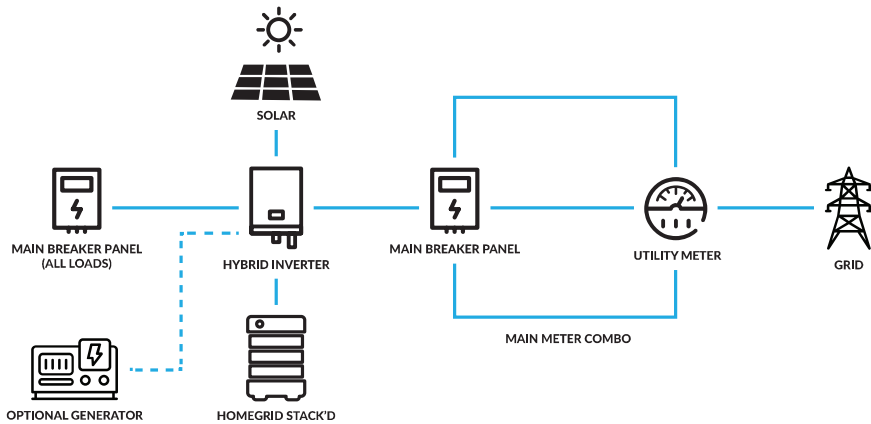 SOLAR
MAIN BREAKER PANEL
(ALL LOADS)
HYBRID INVERTER
MAIN BREAKER PANEL
UTILITY METER
GRID
MAIN METER COMBO
OPTIONAL GENERATOR
HOMEGRID STACK'D